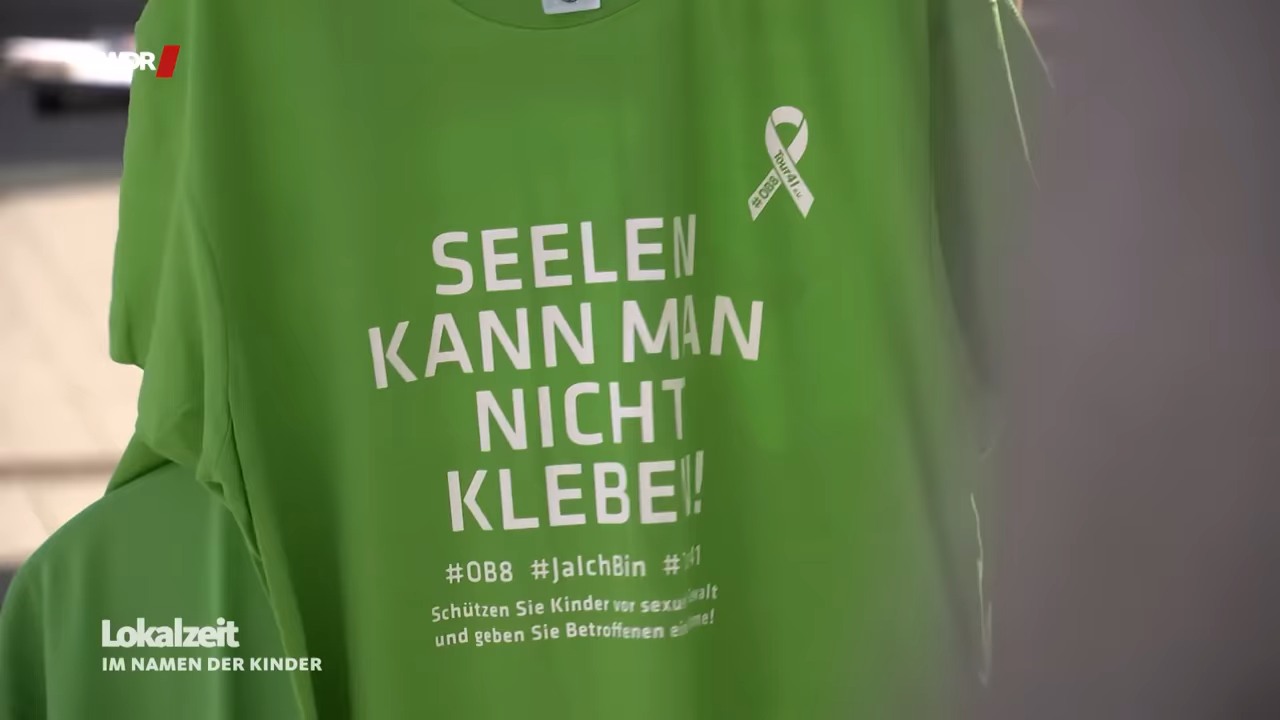 WDR
Tour41 e.V.
#OB8
SEELEN
KANN MAN
NICHT
KLEBEN!
#OB8 #JaIchBin
Schützen Sie Kinder vor
und geben Sie Betroffenen
Lokalzeit
IM NAMEN DER KINDER